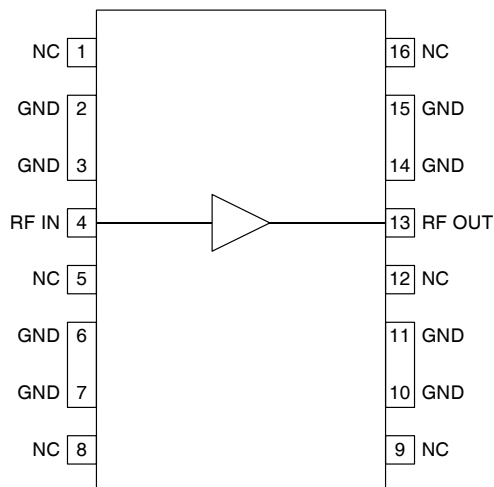 NC 1 16 NC
GND 2 15 GND
GND 3 14 GND
RF IN 4 13 RF OUT
NC 5 12 NC
GND 6 11 GND
GND 7 10 GND
NC 8 9 NC